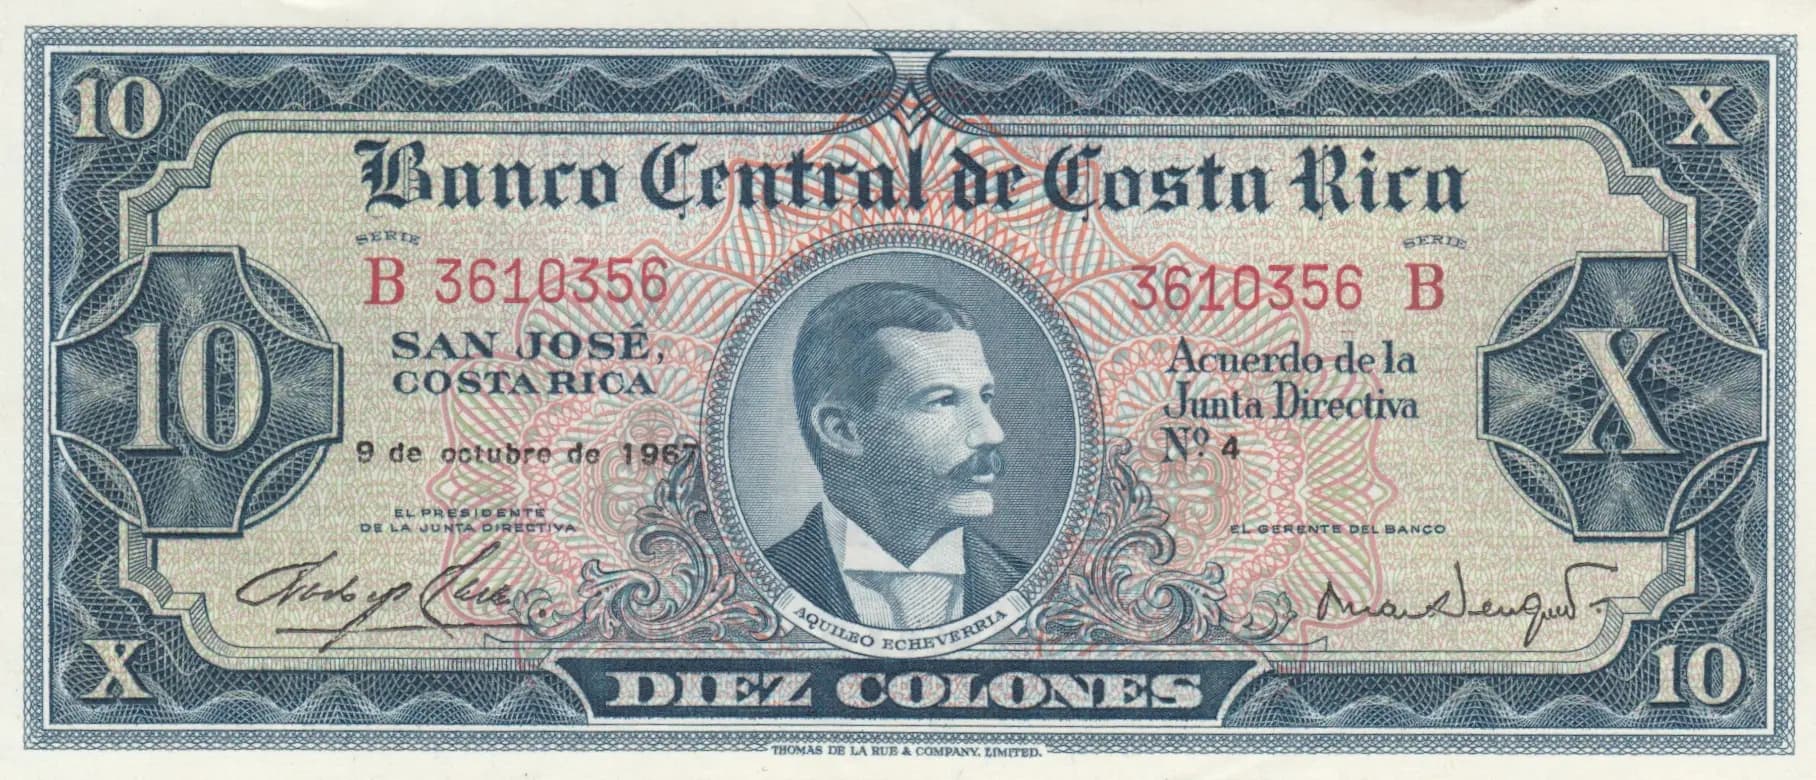 10
X
Banco Central de Costa Rica
SERIE
SERIE
B 3610356
3610356 B
SAN JOSÉ,
COSTA RICA
Acuerdo de la
Junta Directiva
Nº. 4
10
X
9 de octubre de 1967
EL PRESIDENTE
DE LA JUNTA DIRECTIVA
EL GERENTE DEL BANCO
AQUILEO ECHEVERRIA
X
10
DIEZ COLONES
THOMAS DE LA RUE & COMPANY, LIMITED.